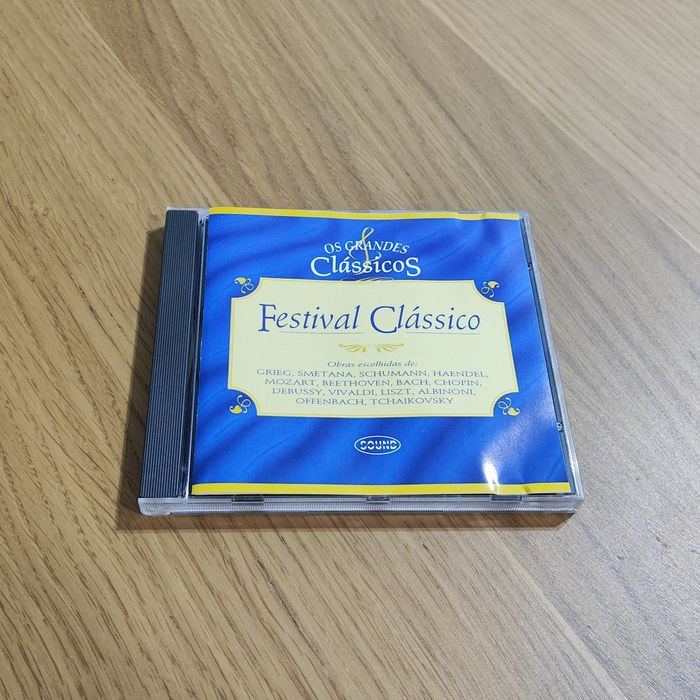 OS GRANDES
ClássicoS
Festival Clássico
Obras escolhidas de:
GRIEG, SMETANA, SCHUMANN, HAENDEL,
MOZART, BEETHOVEN, BACH, CHOPIN,
DEBUSSY, VIVALDI, LISZT, ALBINONI,
OFFENBACH, TCHAIKOVSKY
SOUND